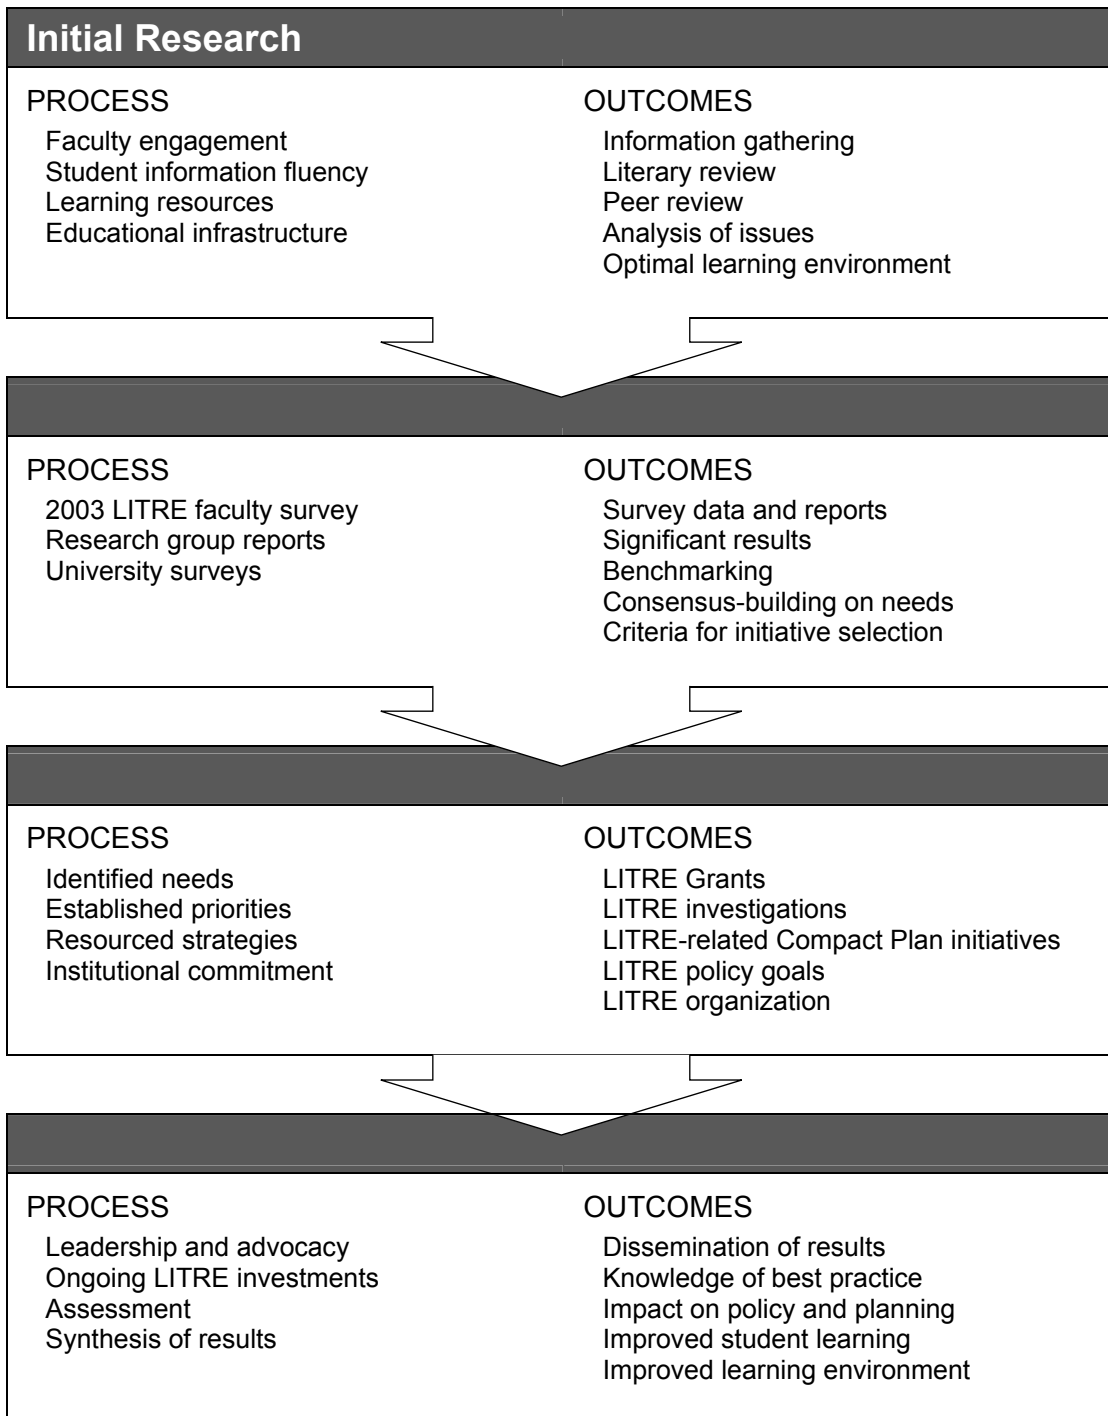 Initial Research
PROCESS
Faculty engagement
Student information fluency
Learning resources
Educational infrastructure
OUTCOMES
Information gathering
Literary review
Peer review
Analysis of issues
Optimal learning environment
PROCESS
2003 LITRE faculty survey
Research group reports
University surveys
OUTCOMES
Survey data and reports
Significant results
Benchmarking
Consensus-building on needs
Criteria for initiative selection
PROCESS
Identified needs
Established priorities
Resourced strategies
Institutional commitment
OUTCOMES
LITRE Grants
LITRE investigations
LITRE-related Compact Plan initiatives
LITRE policy goals
LITRE organization
PROCESS
Leadership and advocacy
Ongoing LITRE investments
Assessment
Synthesis of results
OUTCOMES
Dissemination of results
Knowledge of best practice
Impact on policy and planning
Improved student learning
Improved learning environment